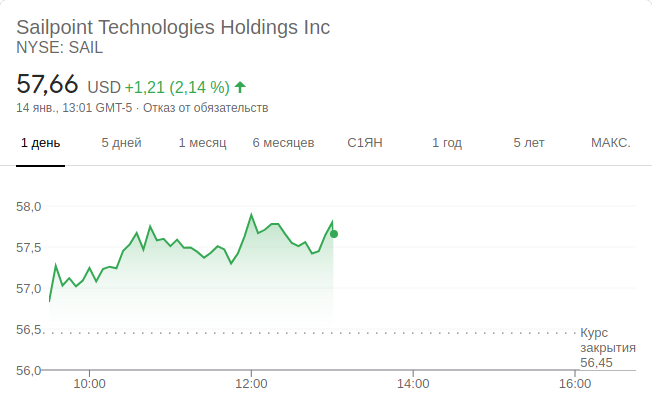 Sailpoint Technologies Holdings Inc
NYSE: SAIL
57,66 USD +1,21 (2,14 %)
14 янв., 13:01 GMT-5 · Отказ от обязательств
1 день 5 дней 1 месяц 6 месяцев С1ЯН 1 год 5 лет МАКС.
58,0
57,5
57,0
56,5
Курс
закрытия
56,45
56,0
10:00 12:00 14:00 16:00